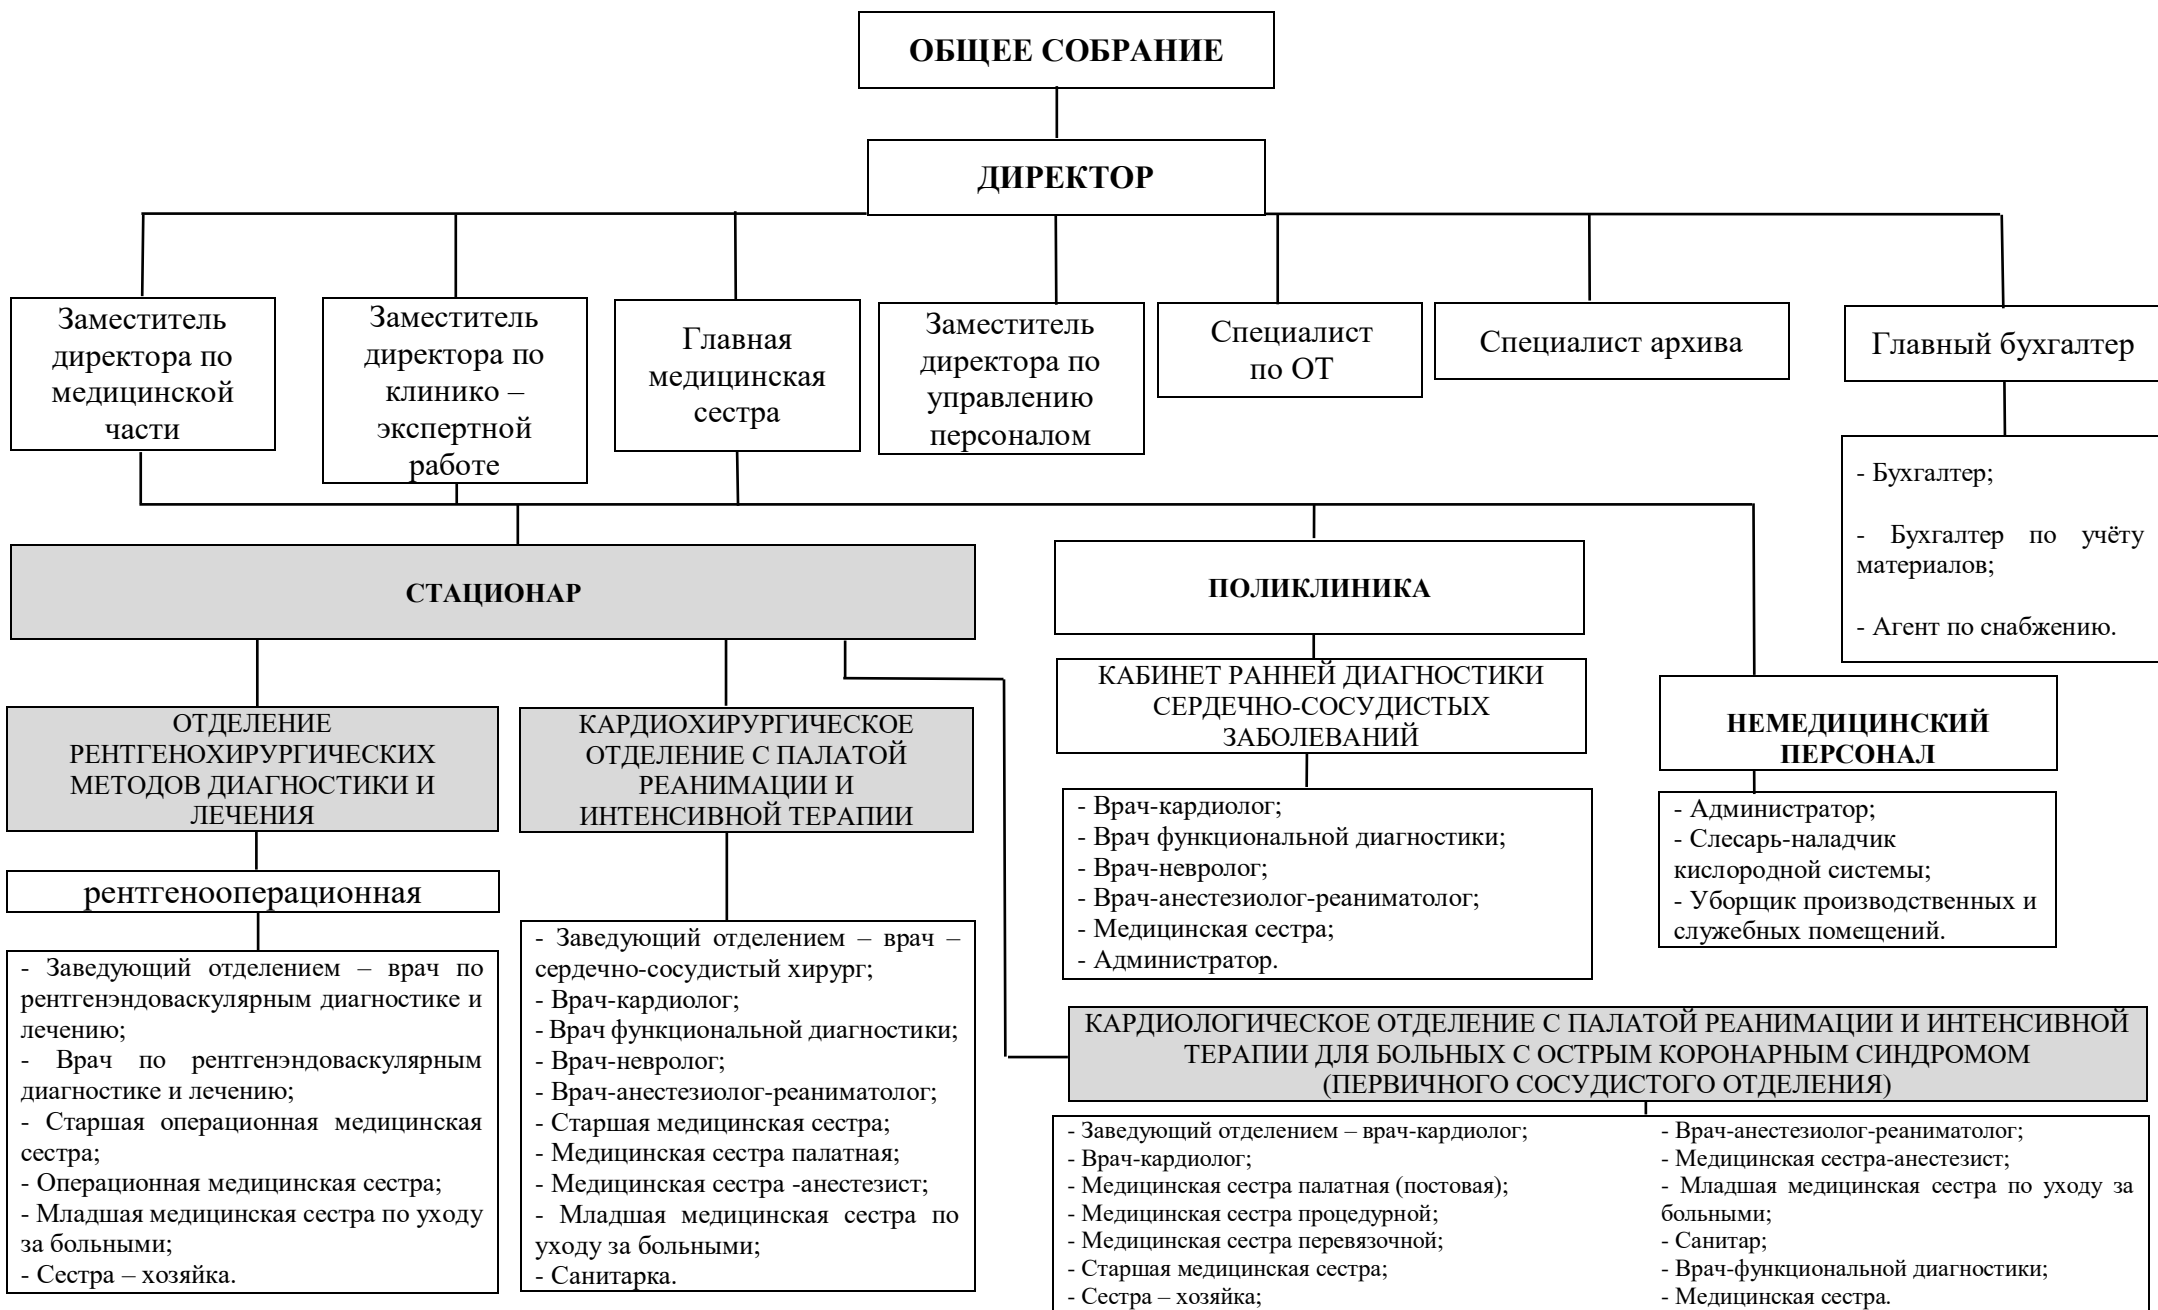 ОБЩЕЕ СОБРАНИЕ
ДИРЕКТОР
Заместитель
директора по
медицинской
части
Заместитель
директора по
клинико –
экспертной
работе
Главная
медицинская
сестра
Заместитель
директора по
управлению
персоналом
Специалист
по ОТ
Специалист архива
Главный бухгалтер
- Бухгалтер;
- Бухгалтер по учёту
материалов;
- Агент по снабжению.
СТАЦИОНАР
ПОЛИКЛИНИКА
КАБИНЕТ РАННЕЙ ДИАГНОСТИКИ
СЕРДЕЧНО-СОСУДИСТЫХ
ЗАБОЛЕВАНИЙ
НЕМЕДИЦИНСКИЙ
ПЕРСОНАЛ
ОТДЕЛЕНИЕ
РЕНТГЕНОХИРУРГИЧЕСКИХ
МЕТОДОВ ДИАГНОСТИКИ И
ЛЕЧЕНИЯ
КАРДИОХИРУРГИЧЕСКОЕ
ОТДЕЛЕНИЕ С ПАЛАТОЙ
РЕАНИМАЦИИ И
ИНТЕНСИВНОЙ ТЕРАПИИ
- Врач-кардиолог;
- Врач функциональной диагностики;
- Врач-невролог;
- Врач-анестезиолог-реаниматолог;
- Медицинская сестра;
- Администратор.
- Администратор;
- Слесарь-наладчик
кислородной системы;
- Уборщик производственных и
служебных помещений.
рентгенооперационная
- Заведующий отделением – врач по
рентгенэндоваскулярным диагностике и
лечению;
- Врач по рентгенэндоваскулярным
диагностике и лечению;
- Старшая операционная медицинская
сестра;
- Операционная медицинская сестра;
- Младшая медицинская сестра по уходу
за больными;
- Сестра – хозяйка.
- Заведующий отделением – врач –
сердечно-сосудистый хирург;
- Врач-кардиолог;
- Врач функциональной диагностики;
- Врач-невролог;
- Врач-анестезиолог-реаниматолог;
- Старшая медицинская сестра;
- Медицинская сестра палатная;
- Медицинская сестра -анестезист;
- Младшая медицинская сестра по
уходу за больными;
- Санитарка.
КАРДИОЛОГИЧЕСКОЕ ОТДЕЛЕНИЕ С ПАЛАТОЙ РЕАНИМАЦИИ И ИНТЕНСИВНОЙ
ТЕРАПИИ ДЛЯ БОЛЬНЫХ С ОСТРЫМ КОРОНАРНЫМ СИНДРОМОМ
(ПЕРВИЧНОГО СОСУДИСТОГО ОТДЕЛЕНИЯ)
- Заведующий отделением – врач-кардиолог;
- Врач-кардиолог;
- Медицинская сестра палатная (постовая);
- Медицинская сестра процедурной;
- Медицинская сестра перевязочной;
- Старшая медицинская сестра;
- Сестра – хозяйка;
- Врач-анестезиолог-реаниматолог;
- Медицинская сестра-анестезист;
- Младшая медицинская сестра по уходу за
больными;
- Санитар;
- Врач-функциональной диагностики;
- Медицинская сестра.